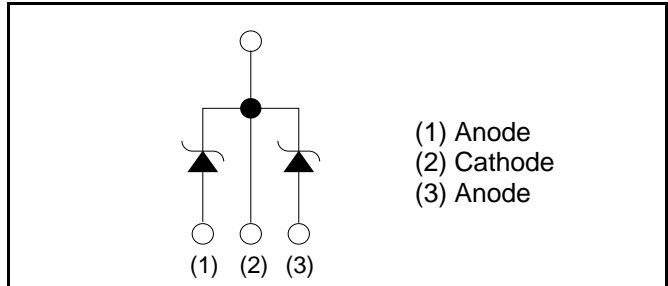 (1) Anode
(2) Cathode
(3) Anode
(1) (2) (3)